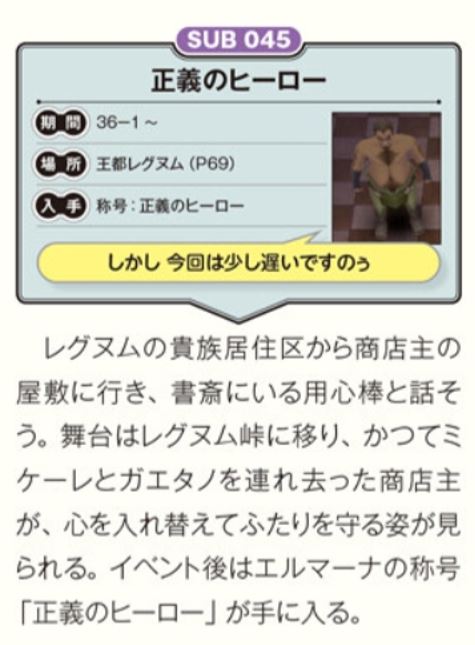 SUB 045
正義のヒーロー
期間 36−1～
場所 王都レグヌム（P69）
入手 称号：正義のヒーロー
しかし 今回は少し遅いですのぅ
レグヌムの貴族居住区から商店主の
屋敷に行き、書斎にいる用心棒と話そ
う。舞台はレグヌム峠に移り、かつてミ
ケーレとガエタノを連れ去った商店主
が、心を入れ替えてふたりを守る姿が見
られる。イベント後はエルマーナの称号
「正義のヒーロー」が手に入る。